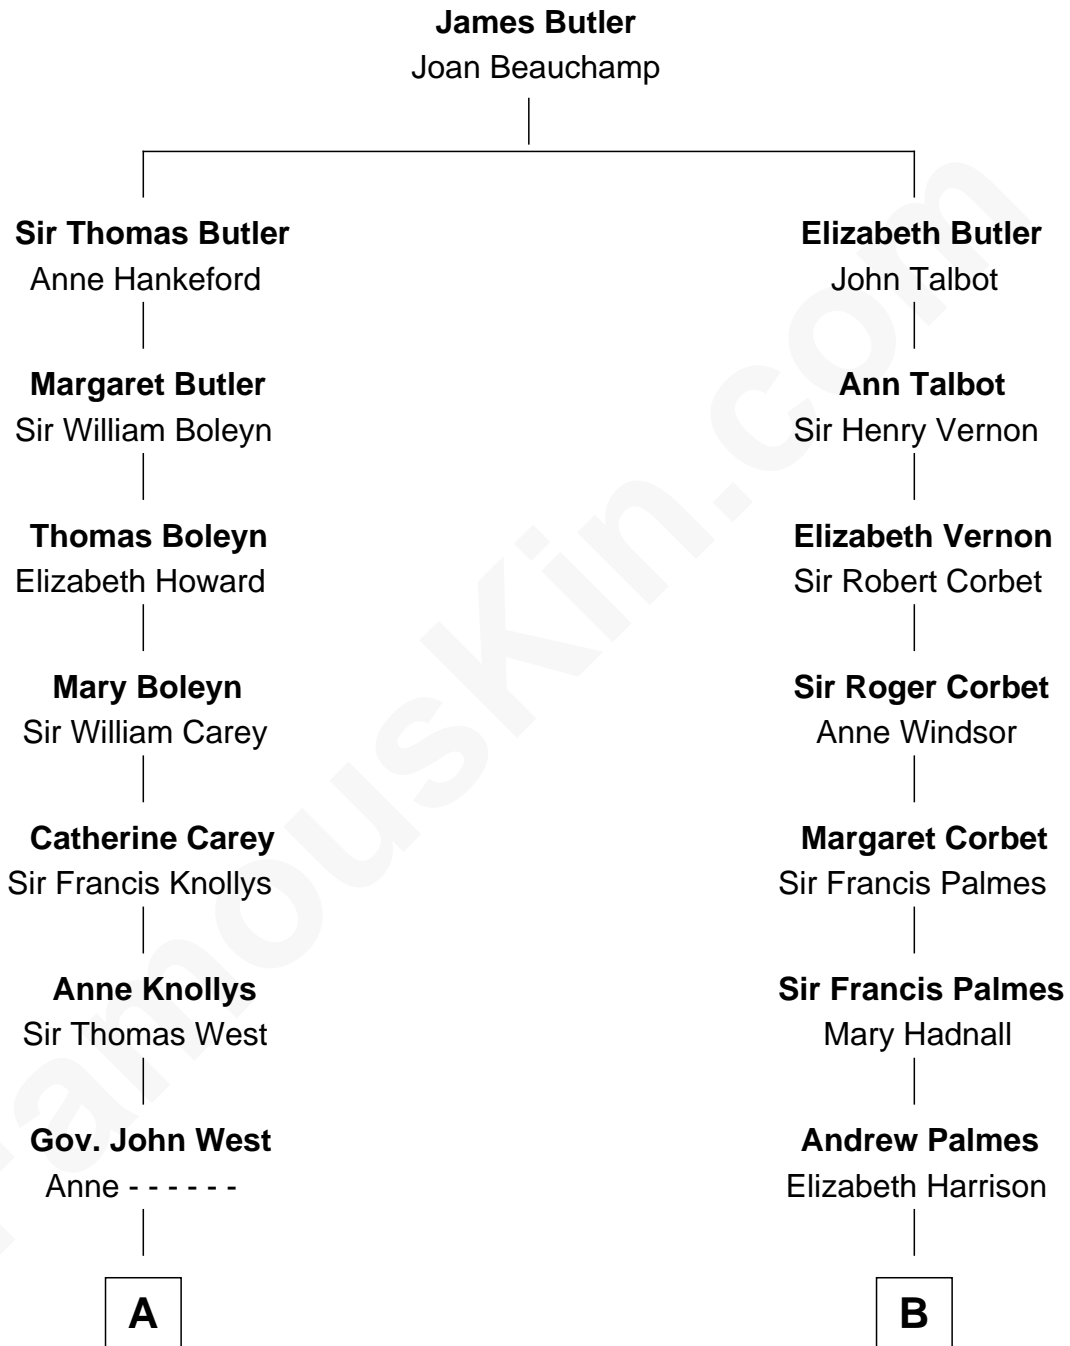 James Butler
Joan Beauchamp
Sir Thomas Butler
Anne Hankeford
Margaret Butler
Sir William Boleyn
Thomas Boleyn
Elizabeth Howard
Mary Boleyn
Sir William Carey
Catherine Carey
Sir Francis Knollys
Anne Knollys
Sir Thomas West
Gov. John West
Anne - - - - - -
A
Elizabeth Butler
John Talbot
Ann Talbot
Sir Henry Vernon
Elizabeth Vernon
Sir Robert Corbet
Sir Roger Corbet
Anne Windsor
Margaret Corbet
Sir Francis Palmes
Sir Francis Palmes
Mary Hadnall
Andrew Palmes
Elizabeth Harrison
B
FamousKin.com